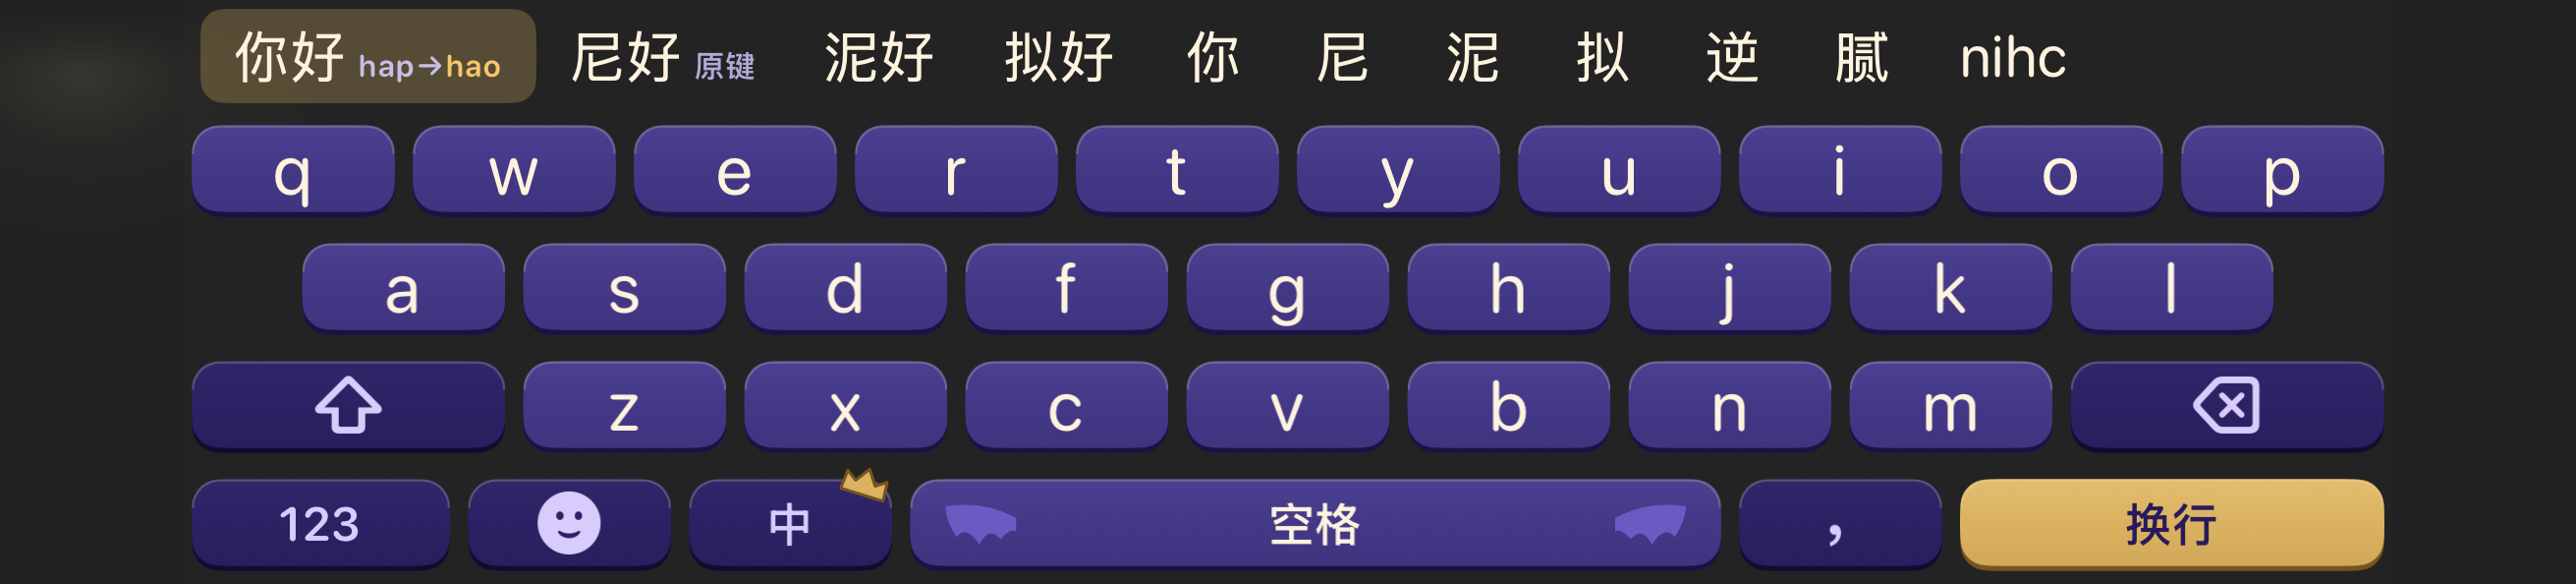 你好 hap→hao 尼好 原键 泥好 拟好 你 尼 泥 拟 逆 腻 nihc
q w e r t y u i o p
a s d f g h j k l
z x c v b n m
123 中 空格 ， 换行